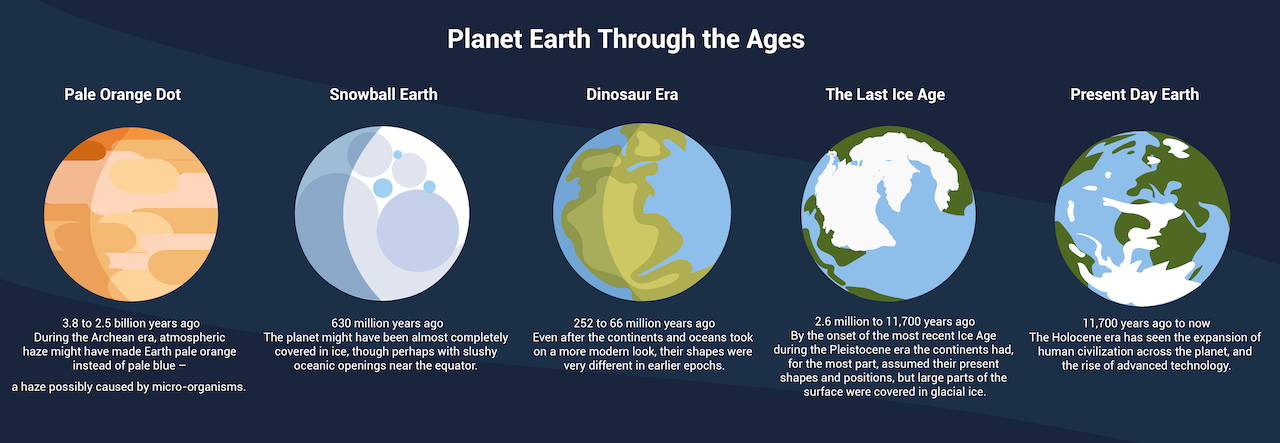 Planet Earth Through the Ages
Pale Orange Dot
3.8 to 2.5 billion years ago
During the Archean era, atmospheric
haze might have made Earth pale orange
instead of pale blue –
a haze possibly caused by micro-organisms.
Snowball Earth
630 million years ago
The planet might have been almost completely
covered in ice, though perhaps with slushy
oceanic openings near the equator.
Dinosaur Era
252 to 66 million years ago
Even after the continents and oceans took
on a more modern look, their shapes were
very different in earlier epochs.
The Last Ice Age
2.6 million to 11,700 years ago
By the onset of the most recent Ice Age
during the Pleistocene era the continents had,
for the most part, assumed their present
shapes and positions, but large parts of the
surface were covered in glacial ice.
Present Day Earth
11,700 years ago to now
The Holocene era has seen the expansion of
human civilization across the planet, and
the rise of advanced technology.